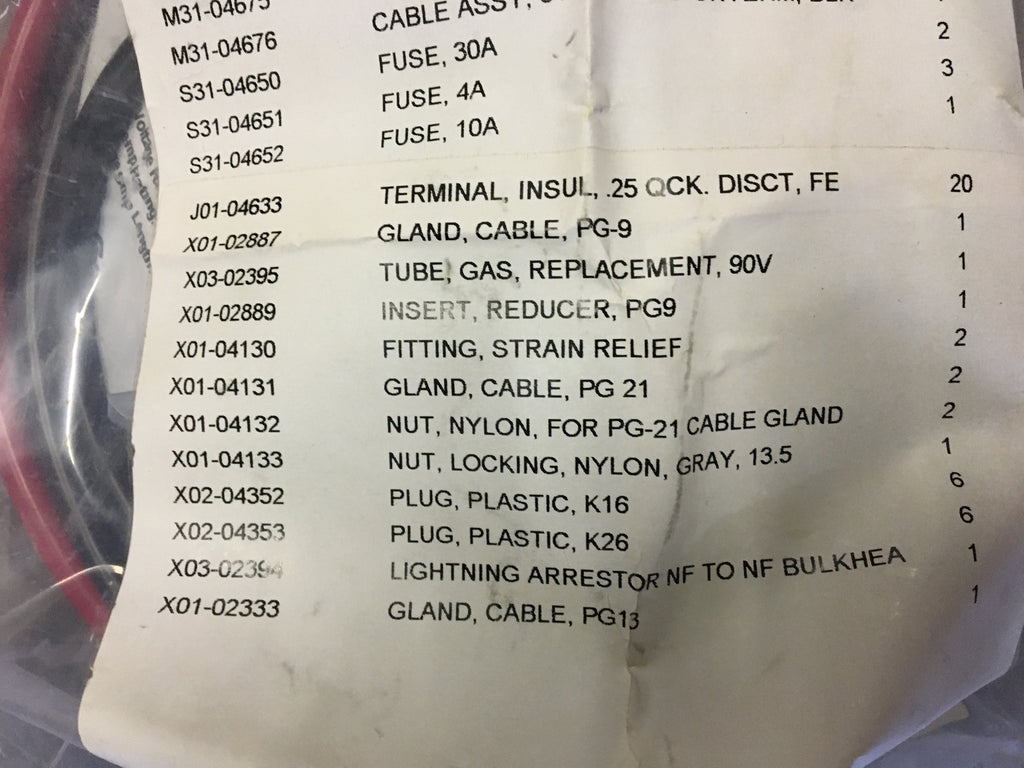 M31-04675
M31-04676 CABLE ASSY, BLK
S31-04650 FUSE, 30A 2
S31-04651 FUSE, 4A 3
S31-04652 FUSE, 10A 1
J01-04633 TERMINAL, INSUL, .25 QCK. DISCT, FE 20
X01-02887 GLAND, CABLE, PG-9 1
X03-02395 TUBE, GAS, REPLACEMENT, 90V 1
X01-02889 INSERT, REDUCER, PG9 1
X01-04130 FITTING, STRAIN RELIEF 2
X01-04131 GLAND, CABLE, PG 21 2
X01-04132 NUT, NYLON, FOR PG-21 CABLE GLAND 2
X01-04133 NUT, LOCKING, NYLON, GRAY, 13.5 1
X02-04352 PLUG, PLASTIC, K16 6
X02-04353 PLUG, PLASTIC, K26 6
X03-02394 LIGHTNING ARRESTOR NF TO NF BULKHEA 1
X01-02333 GLAND, CABLE, PG13 1